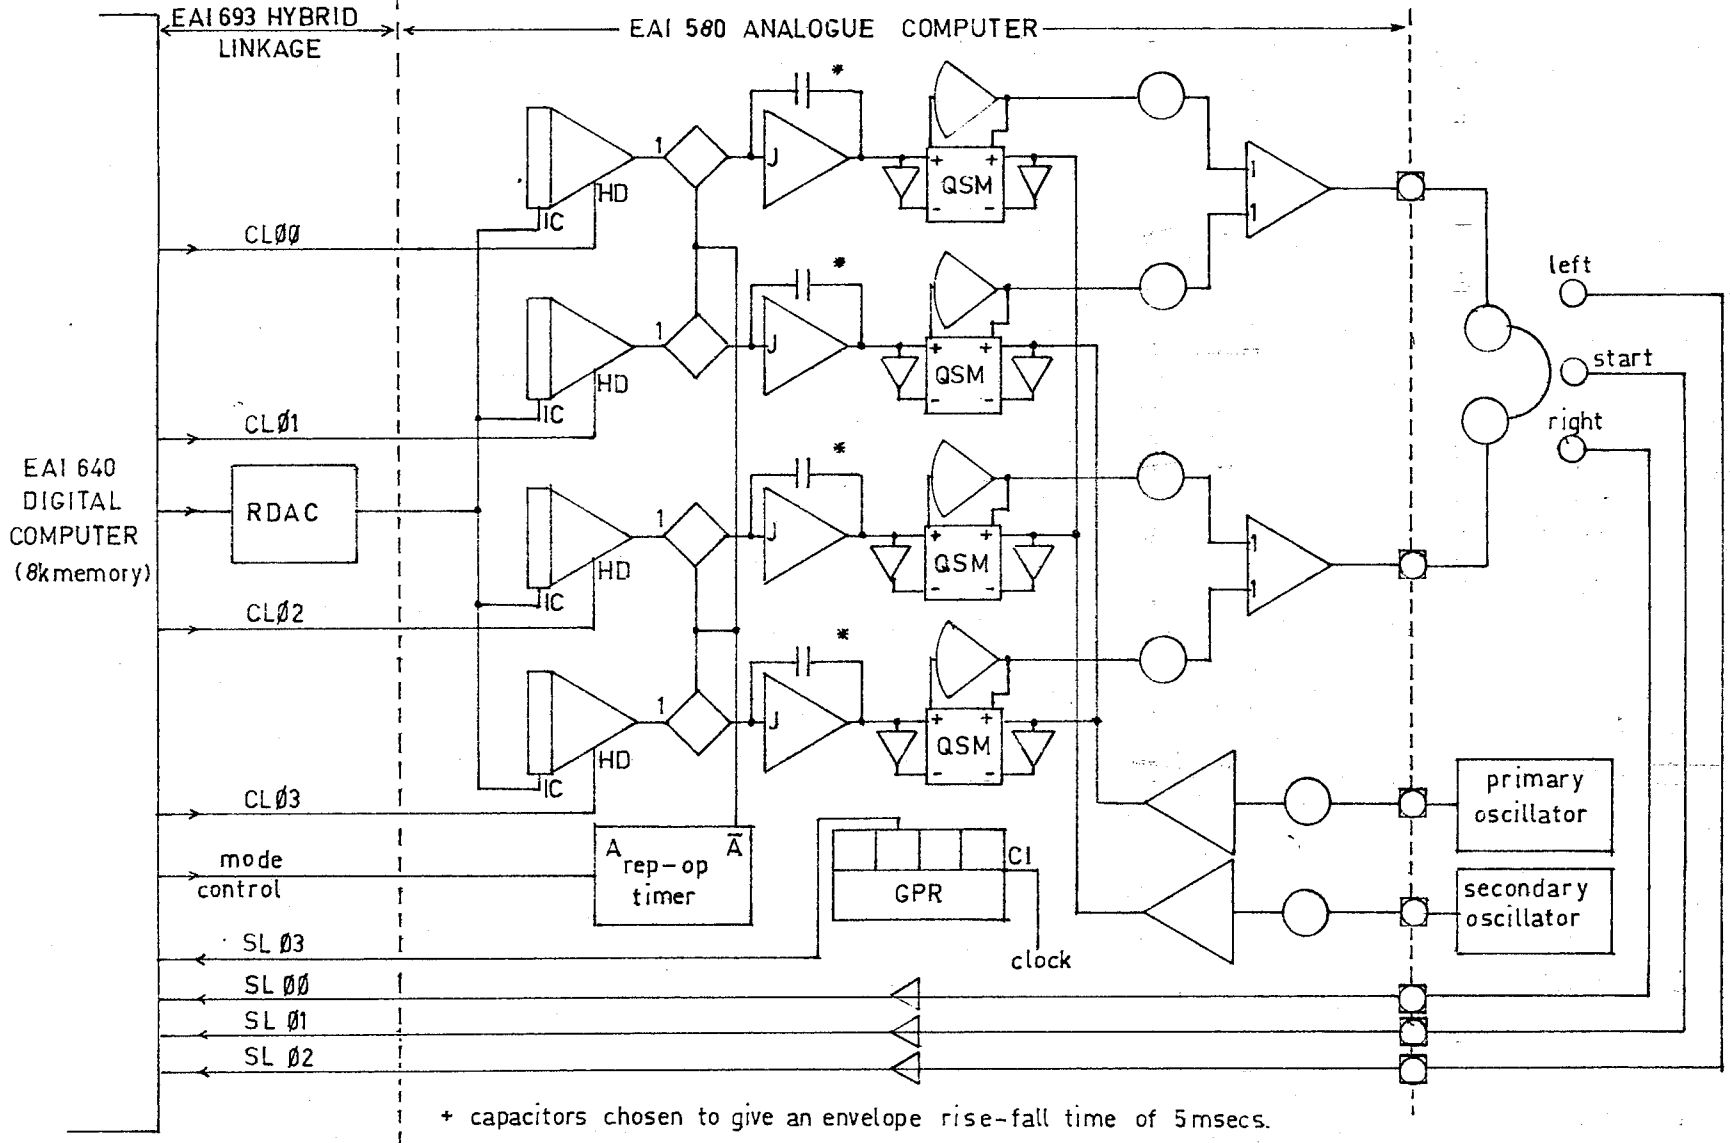 EAI 693 HYBRID
LINKAGE
EAI 580 ANALOGUE COMPUTER
*
1
J
HD
IC
+ +
QSM
- -
1
1
CLØØ
left
*
1
J
HD
IC
+ +
QSM
- -
start
CLØ1
right
EAI 640
DIGITAL
COMPUTER
(8k memory)
RDAC
*
1
J
HD
IC
+ +
QSM
- -
1
1
CLØ2
*
1
J
HD
IC
+ +
QSM
- -
CLØ3
primary
oscillator
mode
control
A A̅
rep-op
timer
CI
GPR
clock
secondary
oscillator
SL Ø3
SL ØØ
SL Ø1
SL Ø2
+ capacitors chosen to give an envelope rise-fall time of 5msecs.